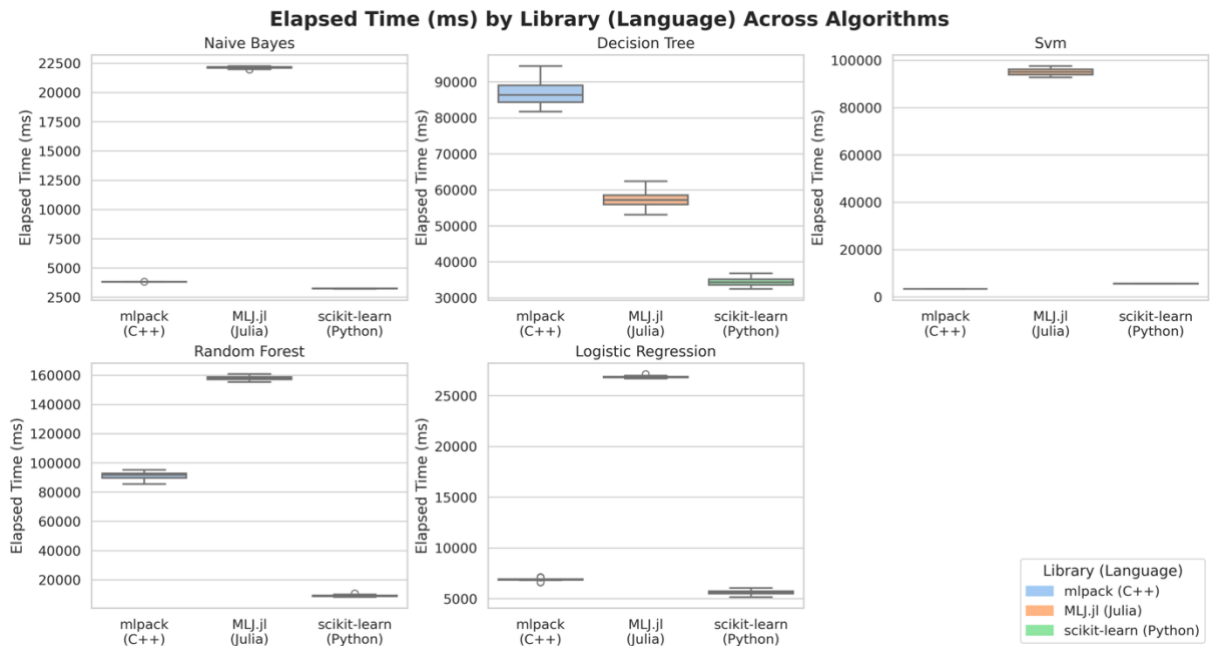 Elapsed Time (ms) by Library (Language) Across Algorithms
Naive Bayes
Elapsed Time (ms)
22500
20000
17500
15000
12500
10000
7500
5000
2500
mlpack
(C++)
MLJ.jl
(Julia)
scikit-learn
(Python)
Decision Tree
Elapsed Time (ms)
90000
80000
70000
60000
50000
40000
30000
mlpack
(C++)
MLJ.jl
(Julia)
scikit-learn
(Python)
Svm
Elapsed Time (ms)
100000
80000
60000
40000
20000
0
mlpack
(C++)
MLJ.jl
(Julia)
scikit-learn
(Python)
Random Forest
Elapsed Time (ms)
160000
140000
120000
100000
80000
60000
40000
20000
mlpack
(C++)
MLJ.jl
(Julia)
scikit-learn
(Python)
Logistic Regression
Elapsed Time (ms)
25000
20000
15000
10000
5000
mlpack
(C++)
MLJ.jl
(Julia)
scikit-learn
(Python)
Library (Language)
mlpack (C++)
MLJ.jl (Julia)
scikit-learn (Python)